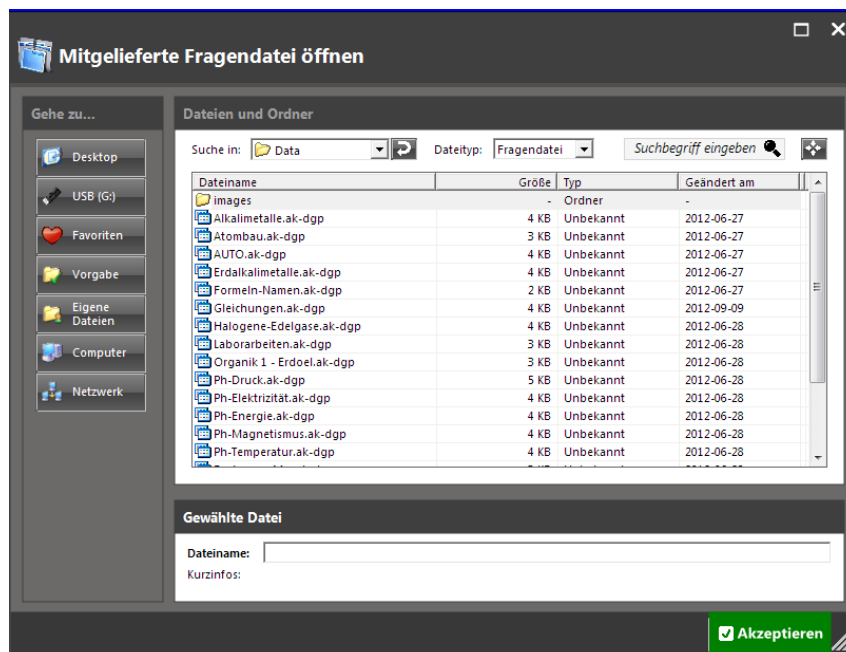 Mitgelieferte Fragendatei öffnen
Gehe zu...
Desktop
USB (G:)
Favoriten
Vorgabe
Eigene
Dateien
Computer
Netzwerk
Dateien und Ordner
Suche in: Data Dateityp: Fragendatei Suchbegriff eingeben
Dateiname Größe Typ Geändert am
images - Ordner -
Alkalimetalle.ak-dgp 4 KB Unbekannt 2012-06-27
Atombau.ak-dgp 3 KB Unbekannt 2012-06-27
AUTO.ak-dgp 4 KB Unbekannt 2012-06-27
Erdalkalimetalle.ak-dgp 4 KB Unbekannt 2012-06-27
Formeln-Namen.ak-dgp 2 KB Unbekannt 2012-06-27
Gleichungen.ak-dgp 4 KB Unbekannt 2012-09-09
Halogene-Edelgase.ak-dgp 4 KB Unbekannt 2012-06-28
Laborarbeiten.ak-dgp 3 KB Unbekannt 2012-06-28
Organik 1 - Erdoel.ak-dgp 3 KB Unbekannt 2012-06-28
Ph-Druck.ak-dgp 5 KB Unbekannt 2012-06-28
Ph-Elektrizität.ak-dgp 4 KB Unbekannt 2012-06-28
Ph-Energie.ak-dgp 4 KB Unbekannt 2012-06-28
Ph-Magnetismus.ak-dgp 4 KB Unbekannt 2012-06-28
Ph-Temperatur.ak-dgp 4 KB Unbekannt 2012-06-28
Gewählte Datei
Dateiname:
Kurzinfos:
Akzeptieren